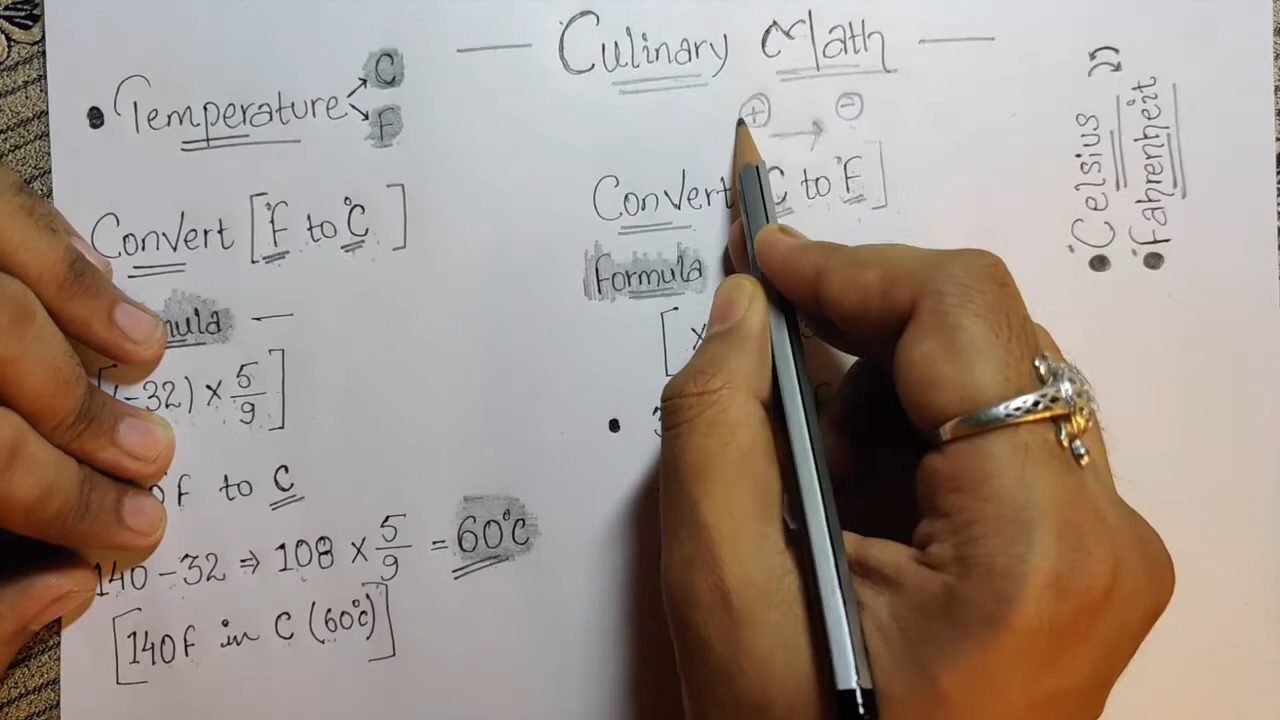 Culinary Math
Temperature
C
F
Convert [°F to °C]
-32) × 5/9]
F to C
140-32 ⇒ 108 × 5/9 = 60°C
[140F in C (60°C)]
⊕ → ⊖
Convert C to °F]
Formula
[×
• Celsius
• Fahrenheit